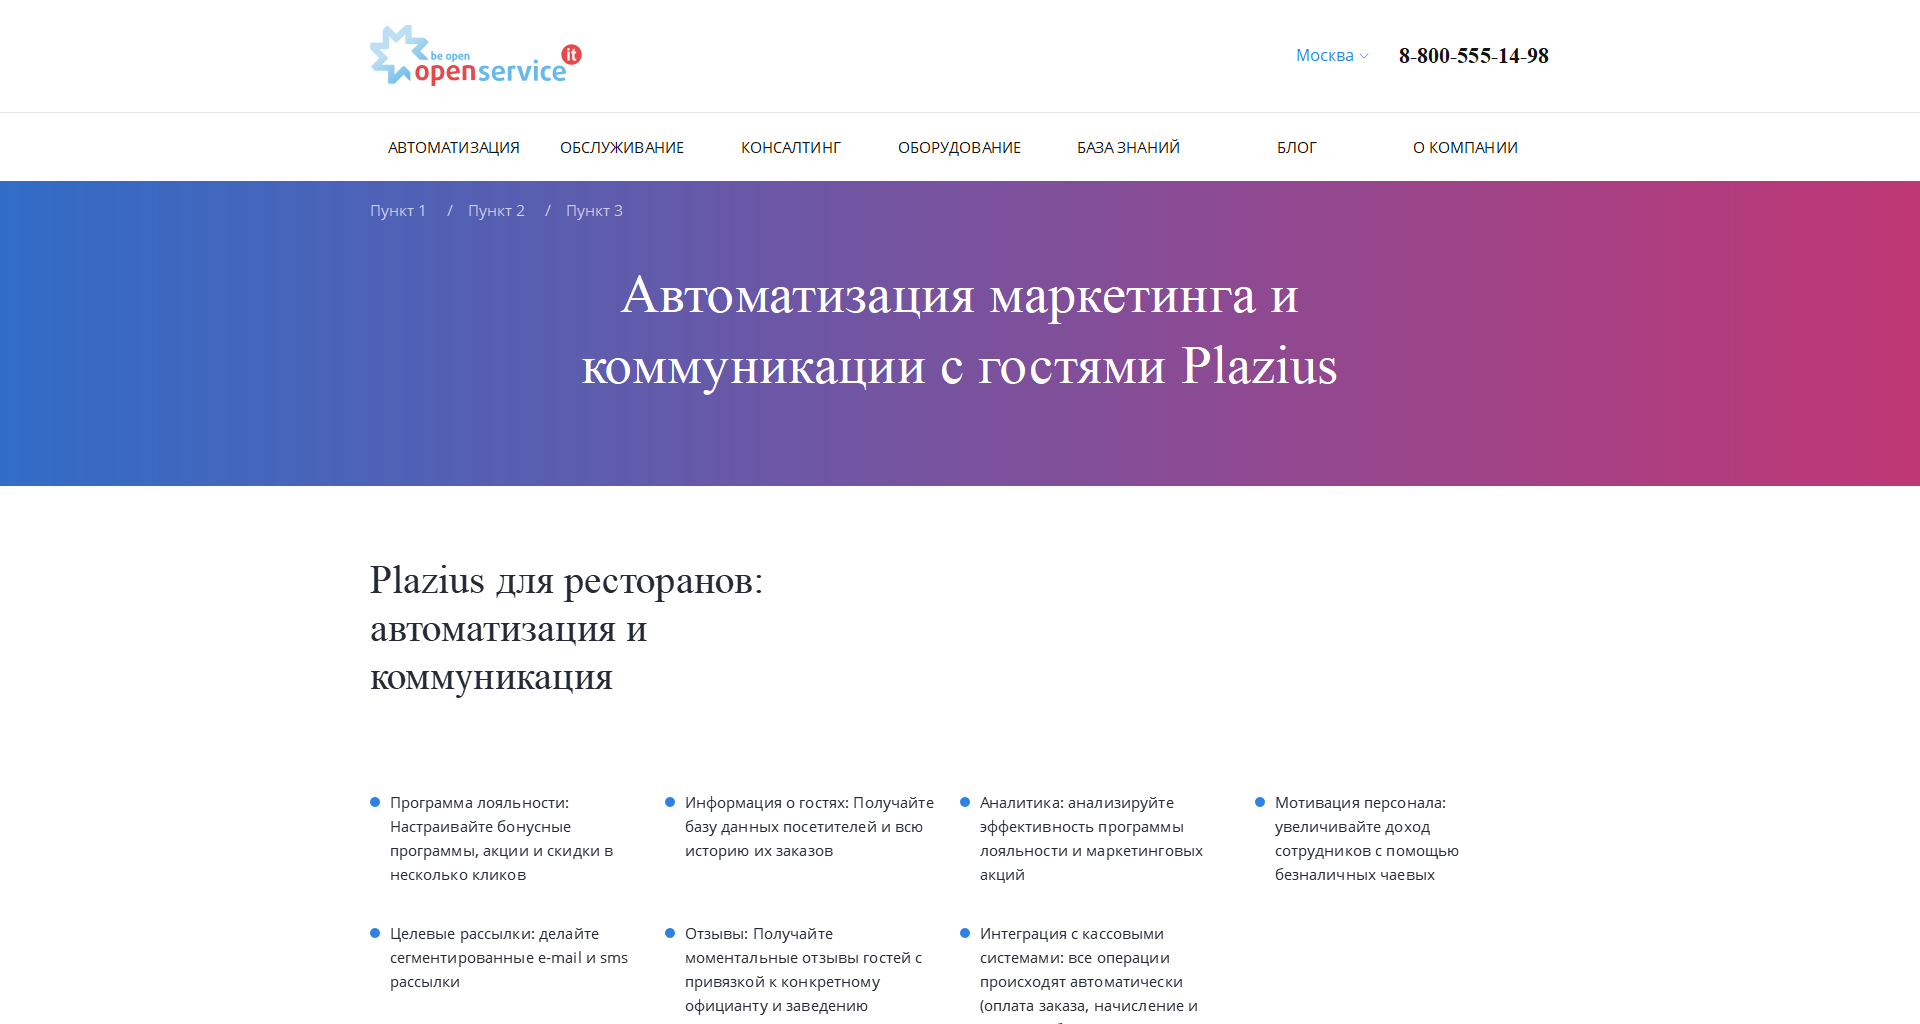 be open
openservice it
Москва
8-800-555-14-98
АВТОМАТИЗАЦИЯ
ОБСЛУЖИВАНИЕ
КОНСАЛТИНГ
ОБОРУДОВАНИЕ
БАЗА ЗНАНИЙ
БЛОГ
О КОМПАНИИ
Пункт 1 / Пункт 2 / Пункт 3
Автоматизация маркетинга и
коммуникации с гостями Plazius
Plazius для ресторанов:
автоматизация и
коммуникация
Программа лояльности:
Настраивайте бонусные
программы, акции и скидки в
несколько кликов
Информация о гостях: Получайте
базу данных посетителей и всю
историю их заказов
Аналитика: анализируйте
эффективность программы
лояльности и маркетинговых
акций
Мотивация персонала:
увеличивайте доход
сотрудников с помощью
безналичных чаевых
Целевые рассылки: делайте
сегментированные e-mail и sms
рассылки
Отзывы: Получайте
моментальные отзывы гостей с
привязкой к конкретному
официанту и заведению
Интеграция с кассовыми
системами: все операции
происходят автоматически
(оплата заказа, начисление и